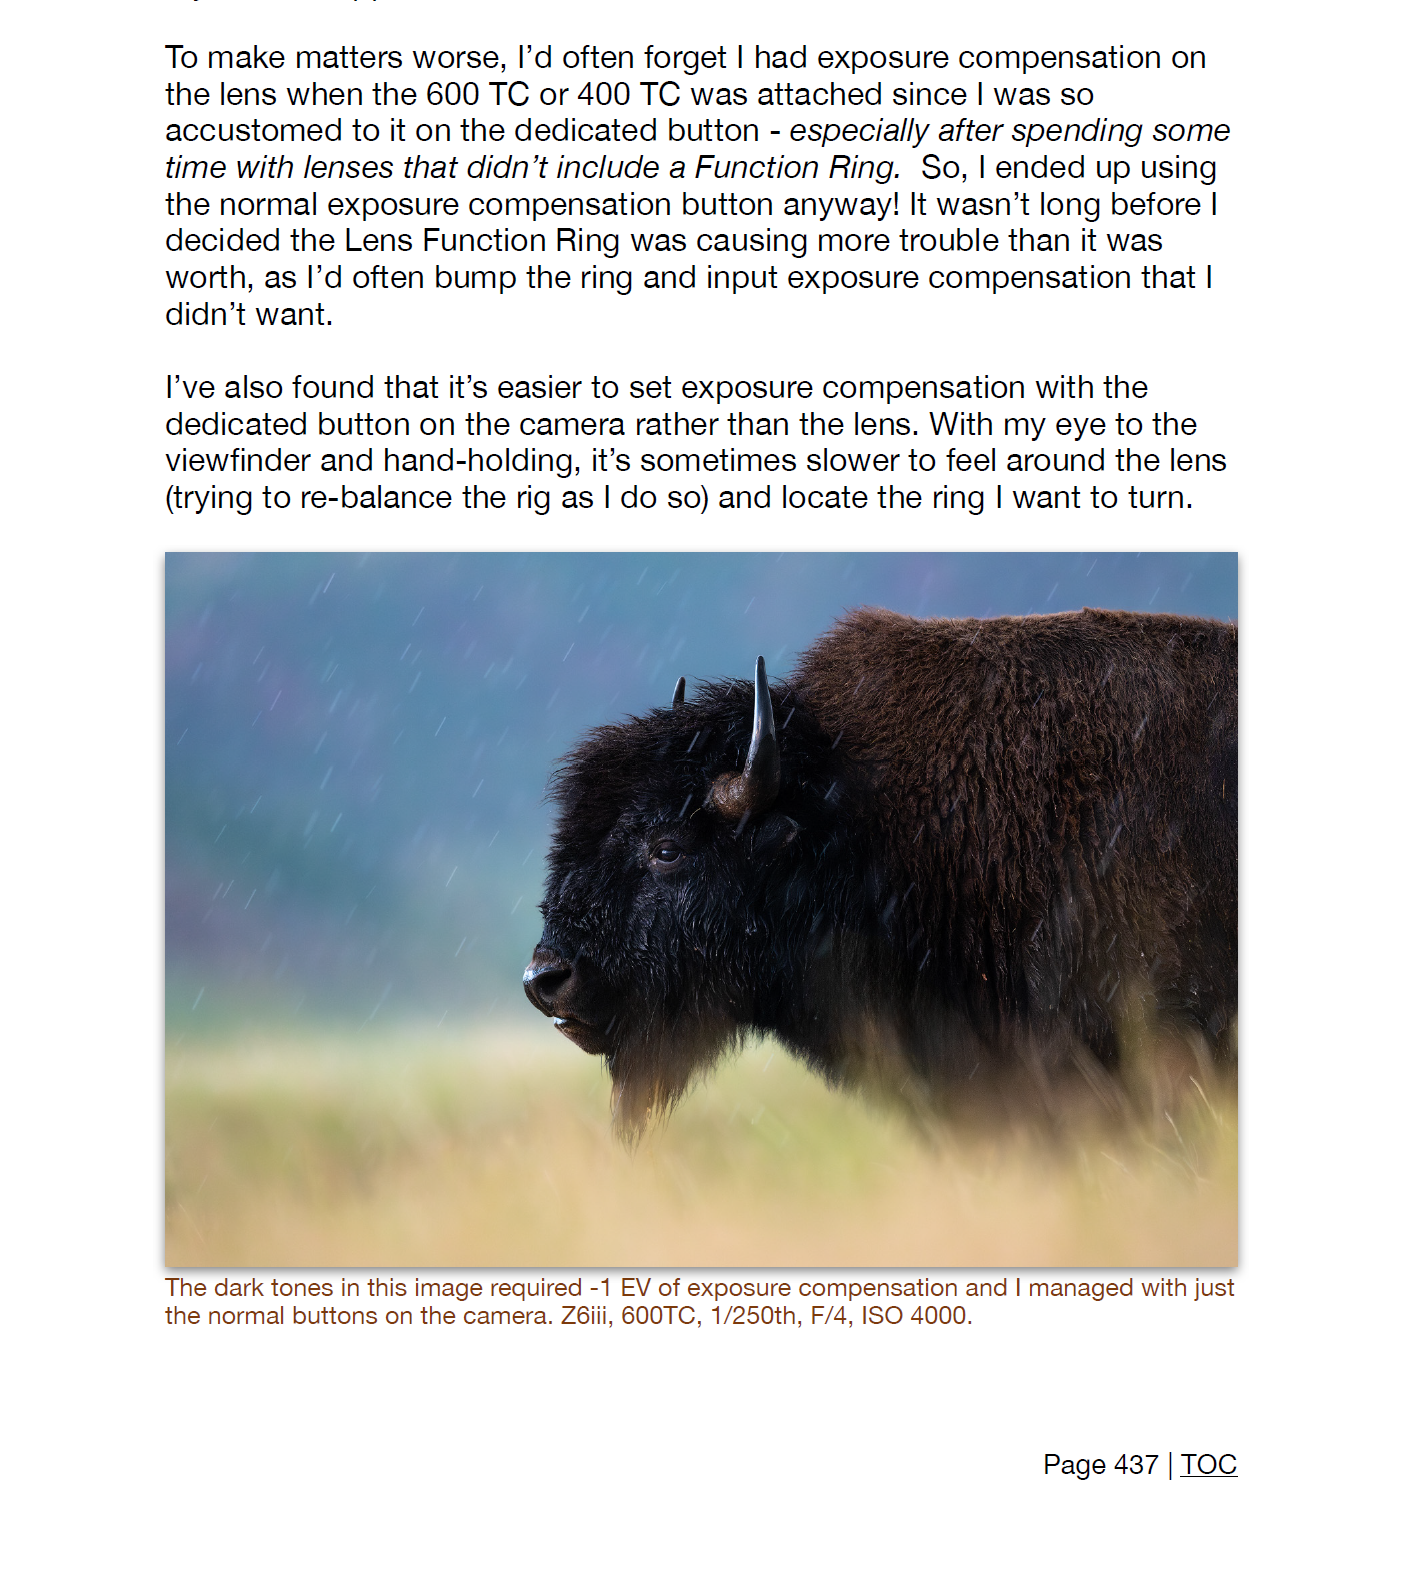 To make matters worse, I’d often forget I had exposure compensation on
the lens when the 600 TC or 400 TC was attached since I was so
accustomed to it on the dedicated button - especially after spending some
time with lenses that didn’t include a Function Ring.  So, I ended up using
the normal exposure compensation button anyway! It wasn’t long before I
decided the Lens Function Ring was causing more trouble than it was
worth, as I’d often bump the ring and input exposure compensation that I
didn’t want.
I’ve also found that it’s easier to set exposure compensation with the
dedicated button on the camera rather than the lens. With my eye to the
viewfinder and hand-holding, it’s sometimes slower to feel around the lens
(trying to re-balance the rig as I do so) and locate the ring I want to turn.
The dark tones in this image required -1 EV of exposure compensation and I managed with just
the normal buttons on the camera. Z6iii, 600TC, 1/250th, F/4, ISO 4000.
Page 437 | TOC